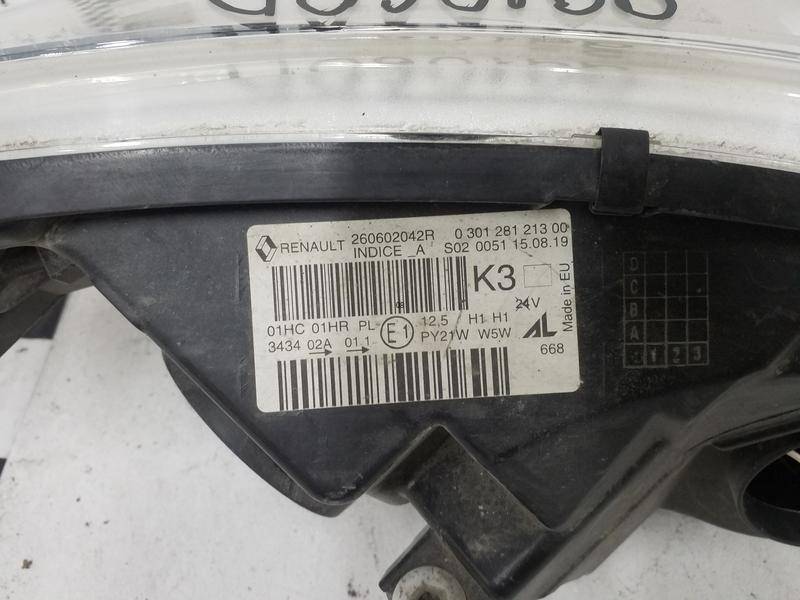 RENAULT 260602042R 0 301 281 213 00
INDICE _A S02 0051 15.08.19
K3
24V
Made in EU
01HC 01HR PL E1 12,5 H1 H1 AL
3434 02A 01 1 PY21W W5W
668
D
C
B
A
1 2 3